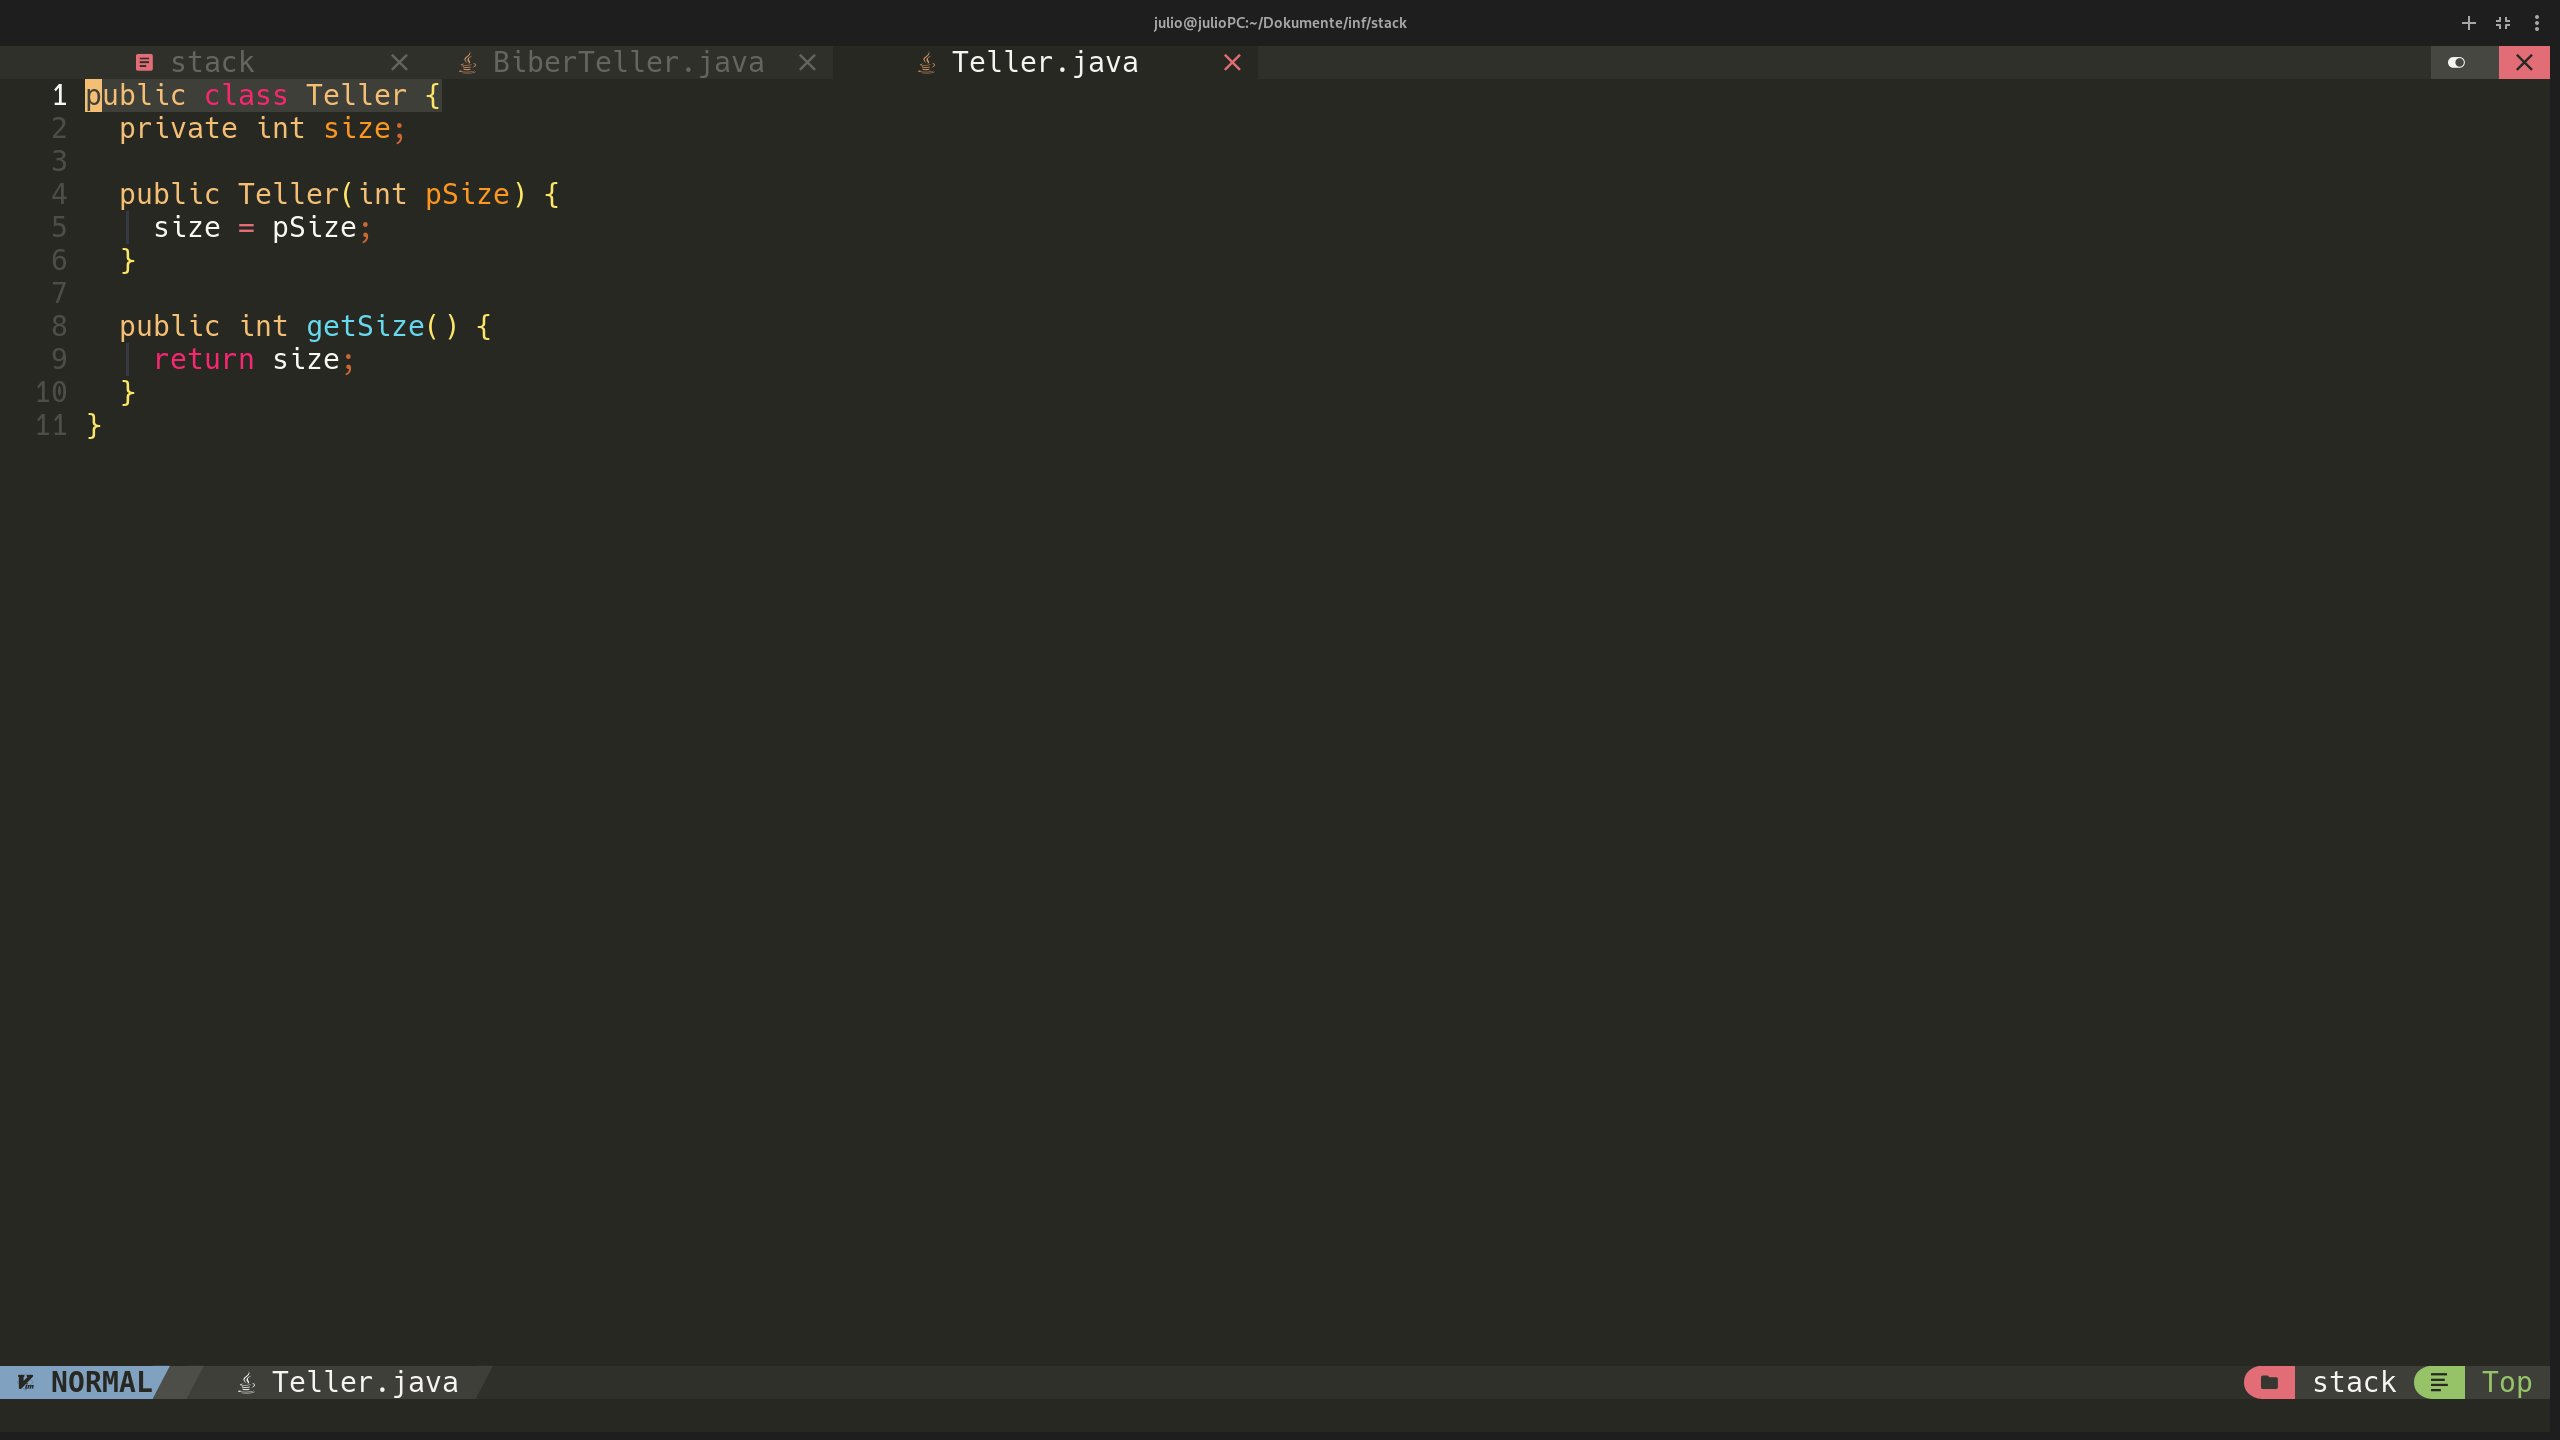 julio@julioPC:~/Dokumente/inf/stack
stack BiberTeller.java Teller.java
1 public class Teller {
2 private int size;
3
4 public Teller(int pSize) {
5 size = pSize;
6 }
7
8 public int getSize() {
9 return size;
10 }
11 }
NORMAL Teller.java stack Top